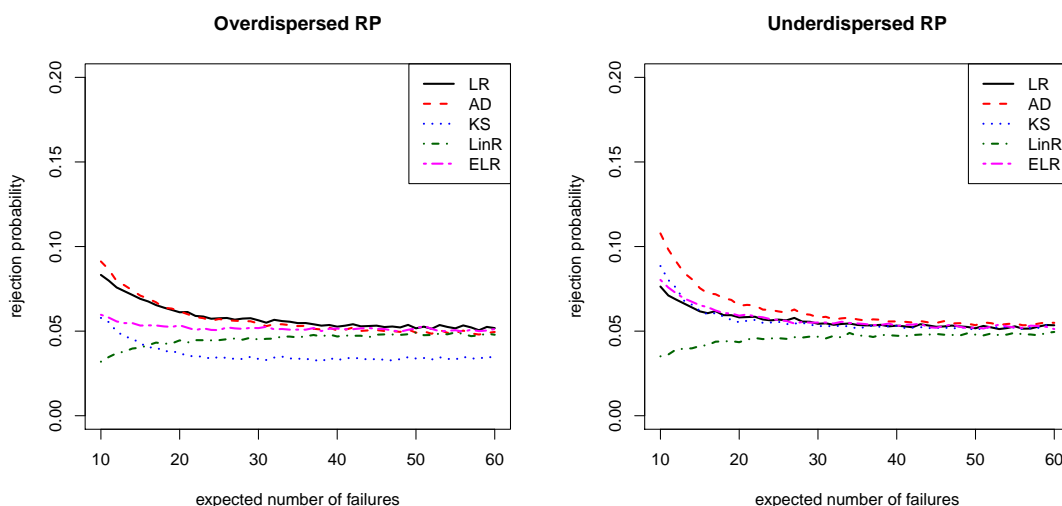 Overdispersed RP
rejection probability
0.00
0.05
0.10
0.15
0.20
LR
AD
KS
LinR
ELR
10 20 30 40 50 60
expected number of failures
Underdispersed RP
rejection probability
0.00
0.05
0.10
0.15
0.20
LR
AD
KS
LinR
ELR
10 20 30 40 50 60
expected number of failures